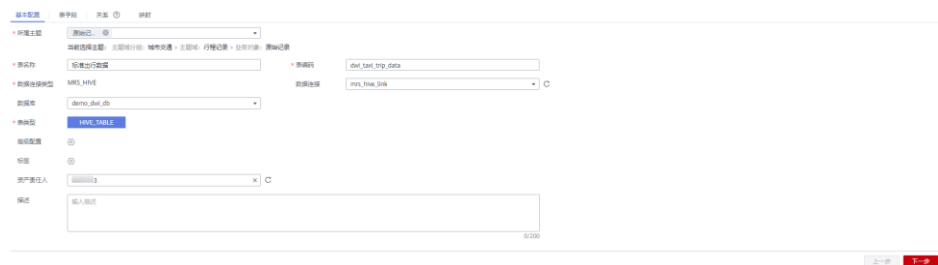 基本配置 表字段 关系 映射
* 所属主题 原始记...
当前选择主题： 主题域分组：城市交通 > 主题域：行程记录 > 业务对象：原始记录
* 表名称 标准出行数据 * 表编码 dwi_taxi_trip_data
* 数据连接类型 MRS_HIVE 数据连接 mrs_hive_link
数据库 demo_dwi_db
* 表类型 HIVE_TABLE
高级配置
标签
资产责任人 3
描述 输入描述
0/200
上一步 下一步